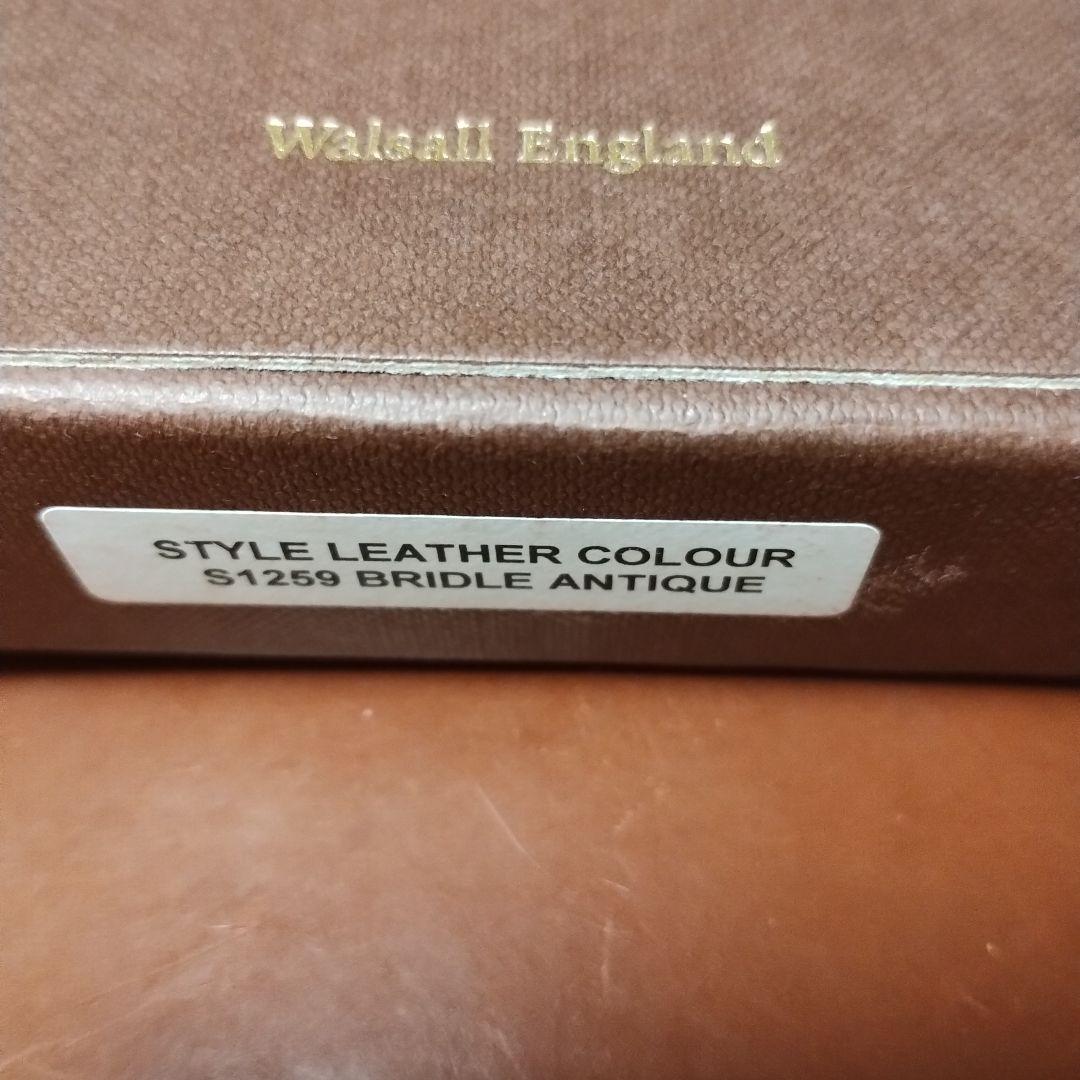 Walsall England
STYLE LEATHER COLOUR
S1259 BRIDLE ANTIQUE